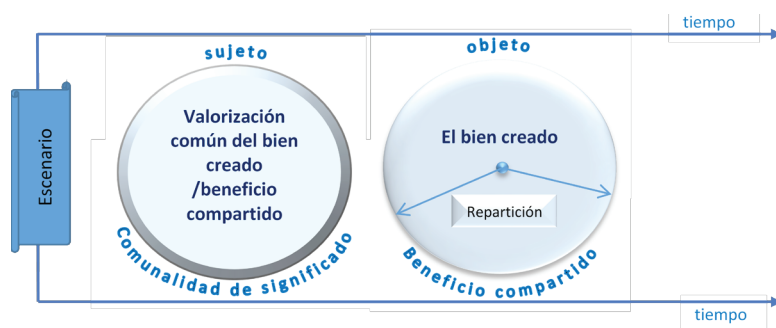 tiempo
sujeto
objeto
Escenario
Valorización
común del bien
creado
/beneficio
compartido
El bien creado
Repartición
Comunalidad de significado
Beneficio compartido
tiempo